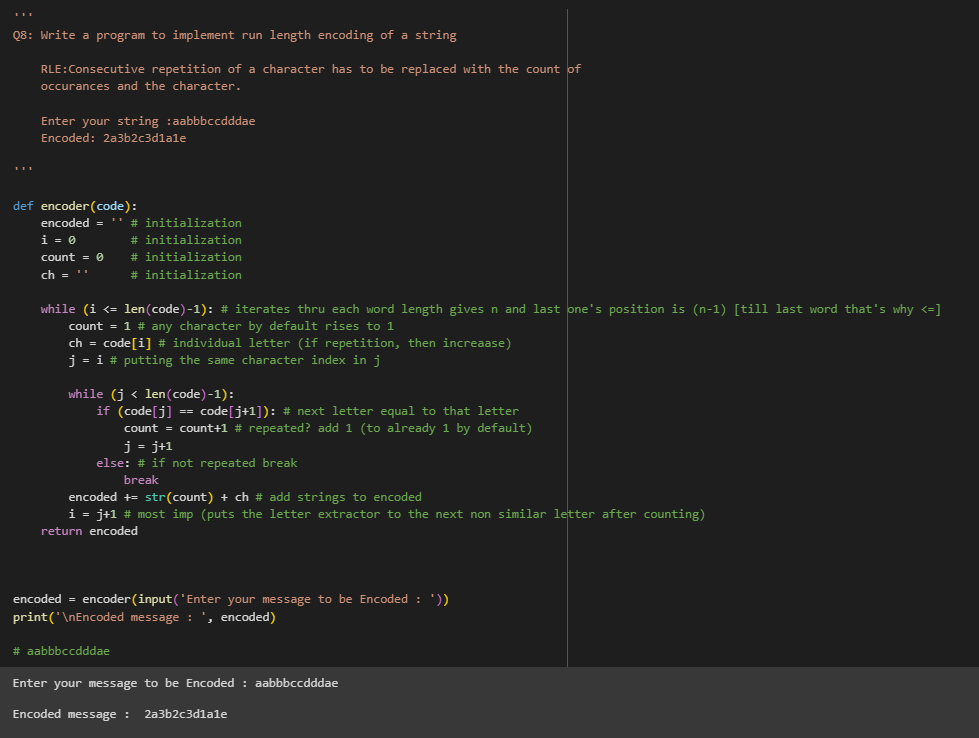 '''
Q8: Write a program to implement run length encoding of a string
RLE:Consecutive repetition of a character has to be replaced with the count of
occurances and the character.
Enter your string :aabbbccdddae
Encoded: 2a3b2c3d1a1e
'''
def encoder(code):
encoded = '' # initialization
i = 0 # initialization
count = 0 # initialization
ch = '' # initialization
while (i <= len(code)-1): # iterates thru each word length gives n and last one's position is (n-1) [till last word that's why <=]
count = 1 # any character by default rises to 1
ch = code[i] # individual letter (if repetition, then increaase)
j = i # putting the same character index in j
while (j < len(code)-1):
if (code[j] == code[j+1]): # next letter equal to that letter
count = count+1 # repeated? add 1 (to already 1 by default)
j = j+1
else: # if not repeated break
break
encoded += str(count) + ch # add strings to encoded
i = j+1 # most imp (puts the letter extractor to the next non similar letter after counting)
return encoded
encoded = encoder(input('Enter your message to be Encoded : '))
print('\nEncoded message : ', encoded)
# aabbbccdddae
Enter your message to be Encoded : aabbbccdddae
Encoded message :  2a3b2c3d1a1e